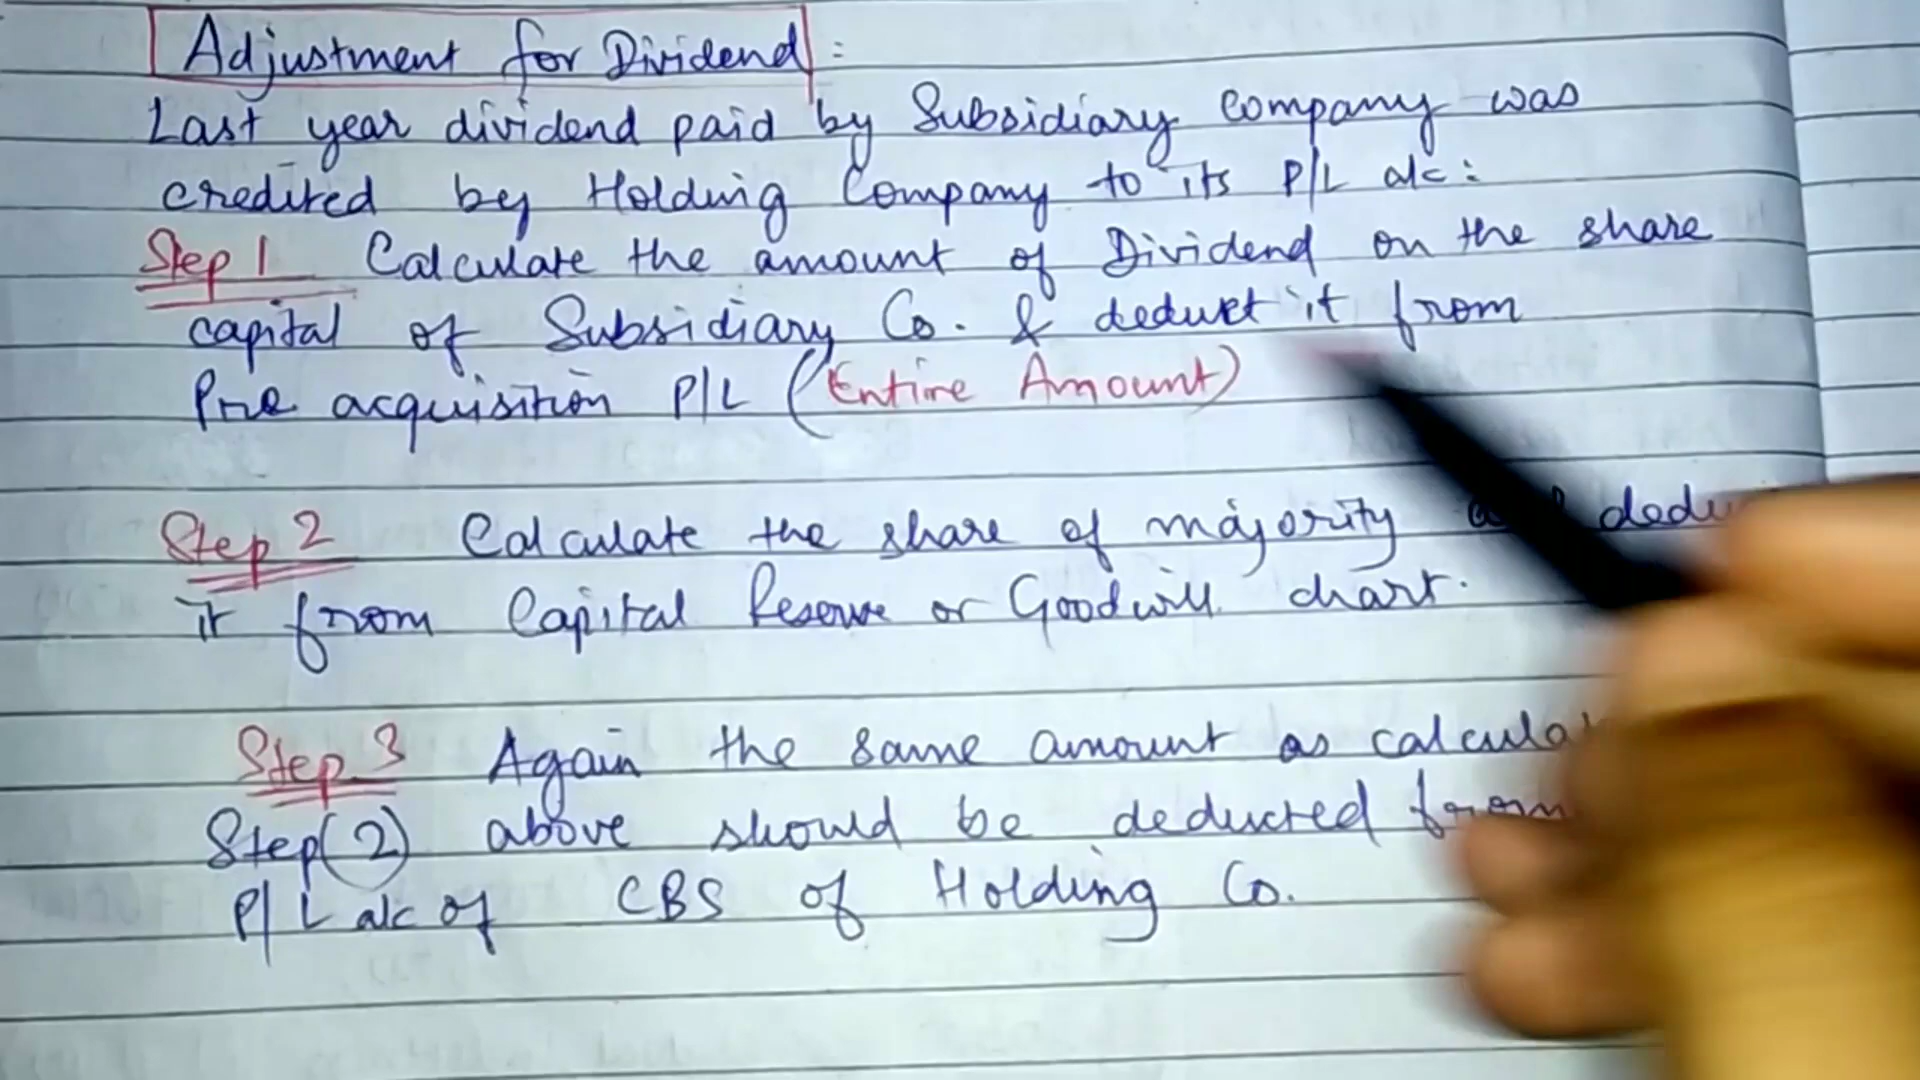 Adjustment for Dividend :
Last year dividend paid by Subsidiary Company was
credited by Holding Company to its P/L a/c :
Step 1 Calculate the amount of Dividend on the share
capital of Subsidiary Co. & deduct it from
Pre acquisition P/L (Entire Amount)
Step 2 Calculate the share of majority dedu
it from Capital Reserve or Goodwill chart.
Step 3 Again the same amount as calcula
Step (2) above should be deducted from
P/L a/c of CBS of Holding Co.